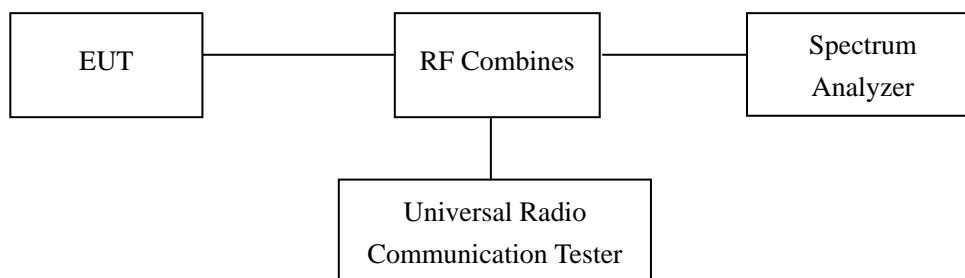 EUT
RF Combines
Spectrum
Analyzer
Universal Radio
Communication Tester